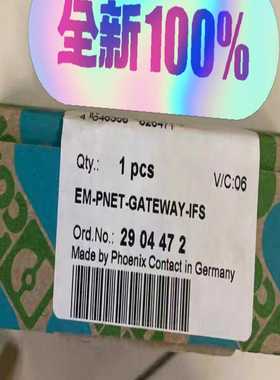 全新100%
Qty.: 1 pcs
V/C:06
EM-PNET-GATEWAY-IFS
Ord.No.: 29 04 47 2
Made by Phoenix Contact in Germany